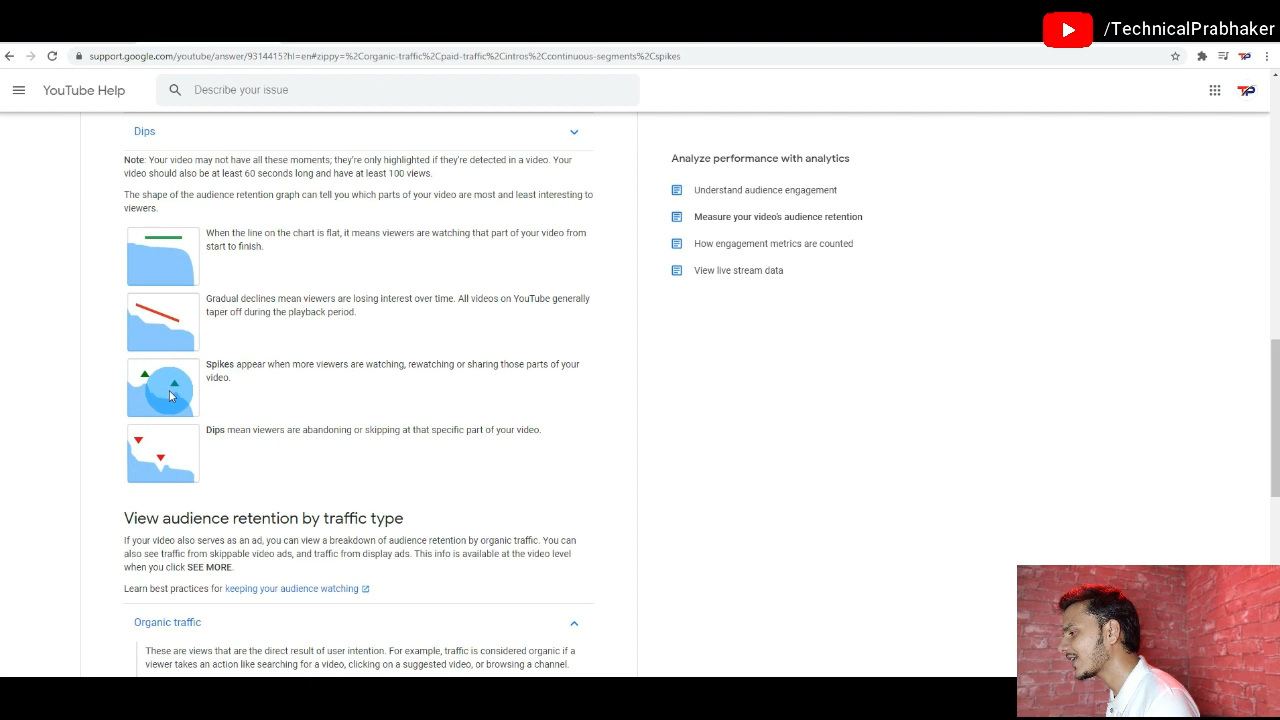 /TechnicalPrabhaker
support.google.com/youtube/answer/9314415?hl=en#zippy=%2Corganic-traffic%2Cpaid-traffic%2Cintros%2Ccontinuous-segments%2Cspikes
YouTube Help
Describe your issue
TP
Dips
Note: Your video may not have all these moments; they're only highlighted if they're detected in a video. Your
video should also be at least 60 seconds long and have at least 100 views.
The shape of the audience retention graph can tell you which parts of your video are most and least interesting to
viewers.
When the line on the chart is flat, it means viewers are watching that part of your video from
start to finish.
Gradual declines mean viewers are losing interest over time. All videos on YouTube generally
taper off during the playback period.
Spikes appear when more viewers are watching, rewatching or sharing those parts of your
video.
Dips mean viewers are abandoning or skipping at that specific part of your video.
View audience retention by traffic type
If your video also serves as an ad, you can view a breakdown of audience retention by organic traffic. You can
also see traffic from skippable video ads, and traffic from display ads. This info is available at the video level
when you click SEE MORE.
Learn best practices for keeping your audience watching
Organic traffic
These are views that are the direct result of user intention. For example, traffic is considered organic if a
viewer takes an action like searching for a video, clicking on a suggested video, or browsing a channel.
Analyze performance with analytics
Understand audience engagement
Measure your video's audience retention
How engagement metrics are counted
View live stream data